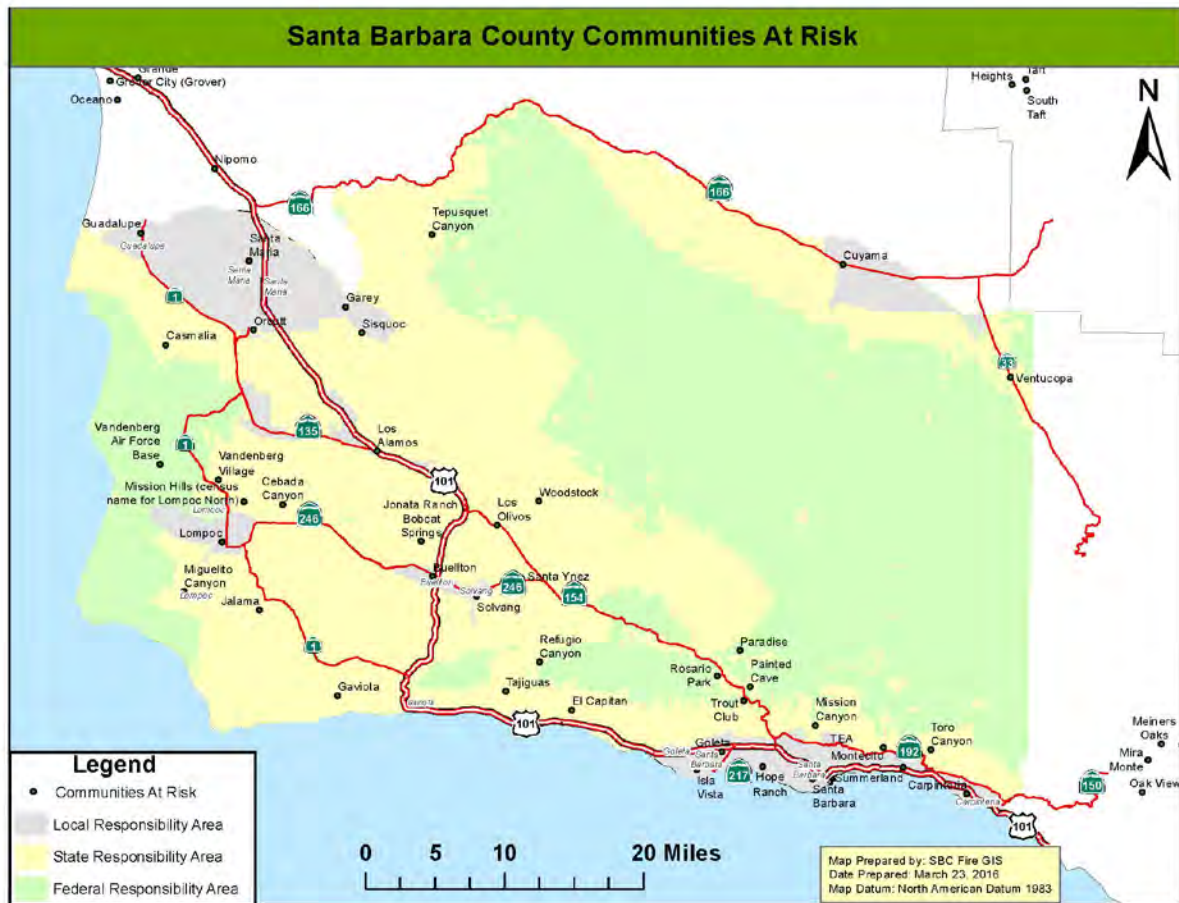 Santa Barbara County Communities At Risk
Grande
Grover City (Grover)
Oceano
Taft
Heights
South
Taft
N
Nipomo
166
166
Guadalupe
Guadalupe
Tepusquet
Canyon
Santa
Maria
Santa
Maria
Santa
Maria
Cuyama
1
Garey
Orcutt
Sisquoc
Casmalia
33
Ventucopa
Vandenberg
Air Force
Base
1
135
Los
Alamos
Vandenberg
Village
Mission Hills (census
name for Lompoc North)
Lompoc
Cebada
Canyon
246
101
Jonata Ranch
Bobcat
Springs
Los
Olivos
Woodstock
Lompoc
Buellton
Buellton
Miguelito
Canyon
Lompoc
Jalama
Solvang
Solvang
246
Santa Ynez
154
1
Refugio
Canyon
Paradise
Rosario
Park
Painted
Cave
Gaviota
Gaviota
Tajiguas
El Capitan
Trout
Club
Mission
Canyon
101
Goleta
Goleta
Santa
Barbara
TEA
Montecito
192
Toro
Canyon
Meiners
Oaks
Mira
Monte
Isla
Vista
217
Hope
Ranch
Santa
Barbara
Santa
Barbara
Summerland
Carpinteria
Carpinteria
150
Oak View
101
Legend
Communities At Risk
Local Responsibility Area
State Responsibility Area
Federal Responsibility Area
0 5 10 20 Miles
Map Prepared by: SBC Fire GIS
Date Prepared: March 23, 2016
Map Datum: North American Datum 1983